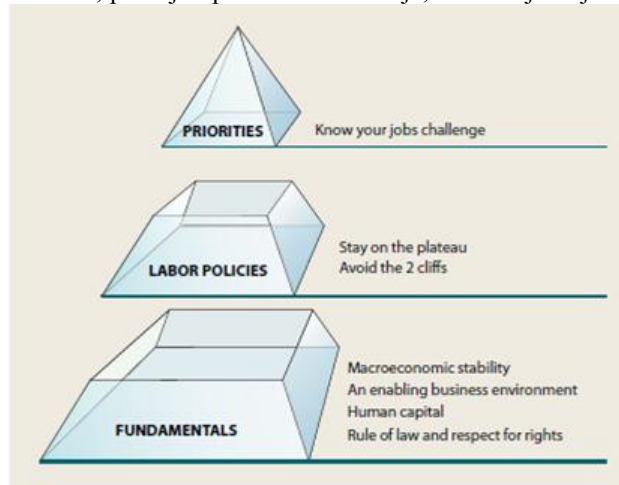 PRIORITIES
Know your jobs challenge
LABOR POLICIES
Stay on the plateau
Avoid the 2 cliffs
FUNDAMENTALS
Macroeconomic stability
An enabling business environment
Human capital
Rule of law and respect for rights